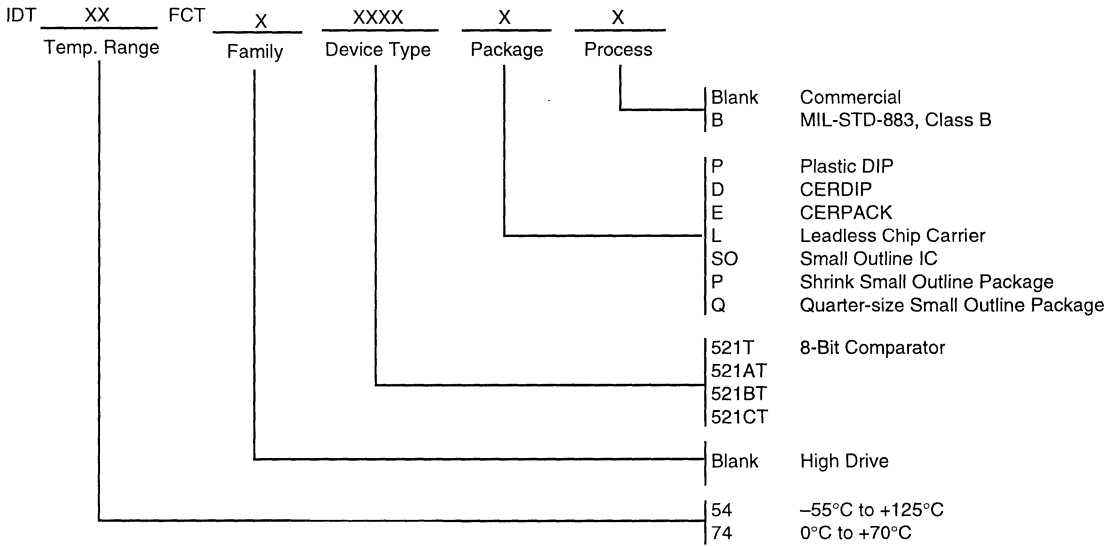 IDT XX FCT X XXXX X X
Temp. Range Family Device Type Package Process
Blank Commercial
B MIL-STD-883, Class B
P Plastic DIP
D CERDIP
E CERPACK
L Leadless Chip Carrier
SO Small Outline IC
P Shrink Small Outline Package
Q Quarter-size Small Outline Package
521T 8-Bit Comparator
521AT
521BT
521CT
Blank High Drive
54 –55°C to +125°C
74 0°C to +70°C